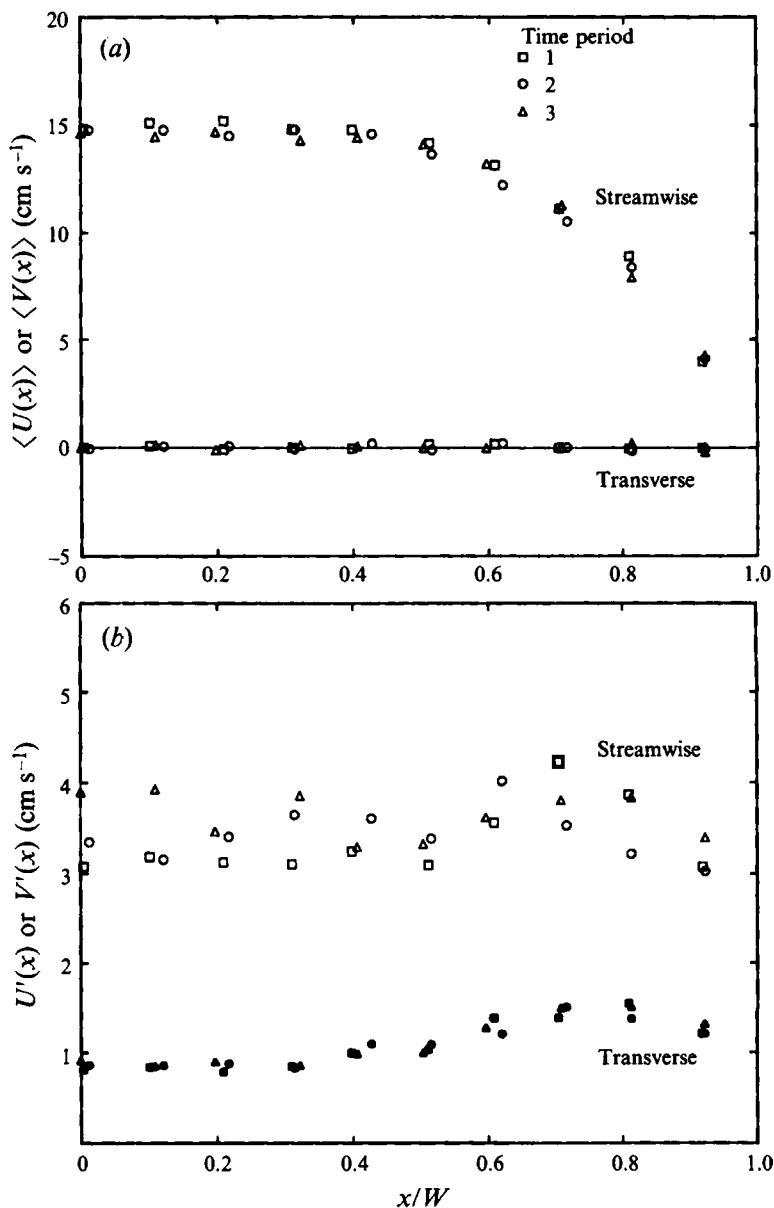 (a)
Time period
1
2
3
20
15
10
5
0
−5
⟨U(x)⟩ or ⟨V(x)⟩ (cm s⁻¹)
Streamwise
Transverse
0 0.2 0.4 0.6 0.8 1.0
(b)
6
5
4
3
2
1
U′(x) or V′(x) (cm s⁻¹)
Streamwise
Transverse
0 0.2 0.4 0.6 0.8 1.0
x/W